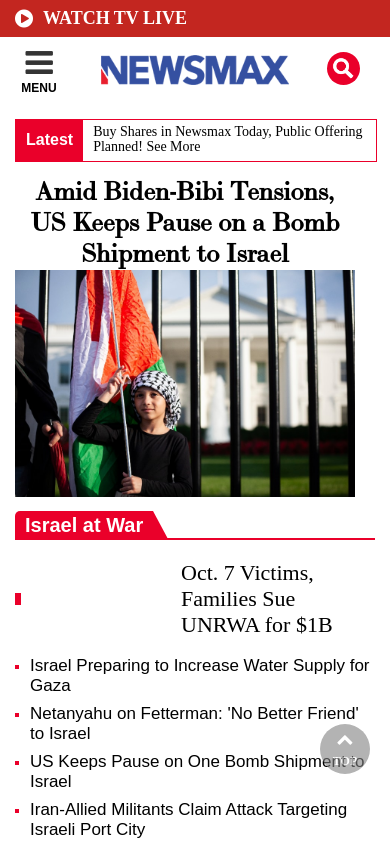 WATCH TV LIVE
MENU
NEWSMAX
Latest
Buy Shares in Newsmax Today, Public Offering
Planned! See More
Amid Biden-Bibi Tensions,
US Keeps Pause on a Bomb
Shipment to Israel
Israel at War
Oct. 7 Victims,
Families Sue
UNRWA for $1B
Israel Preparing to Increase Water Supply for
Gaza
Netanyahu on Fetterman: 'No Better Friend'
to Israel
US Keeps Pause on One Bomb Shipment to
Israel
TOP
Iran-Allied Militants Claim Attack Targeting
Israeli Port City